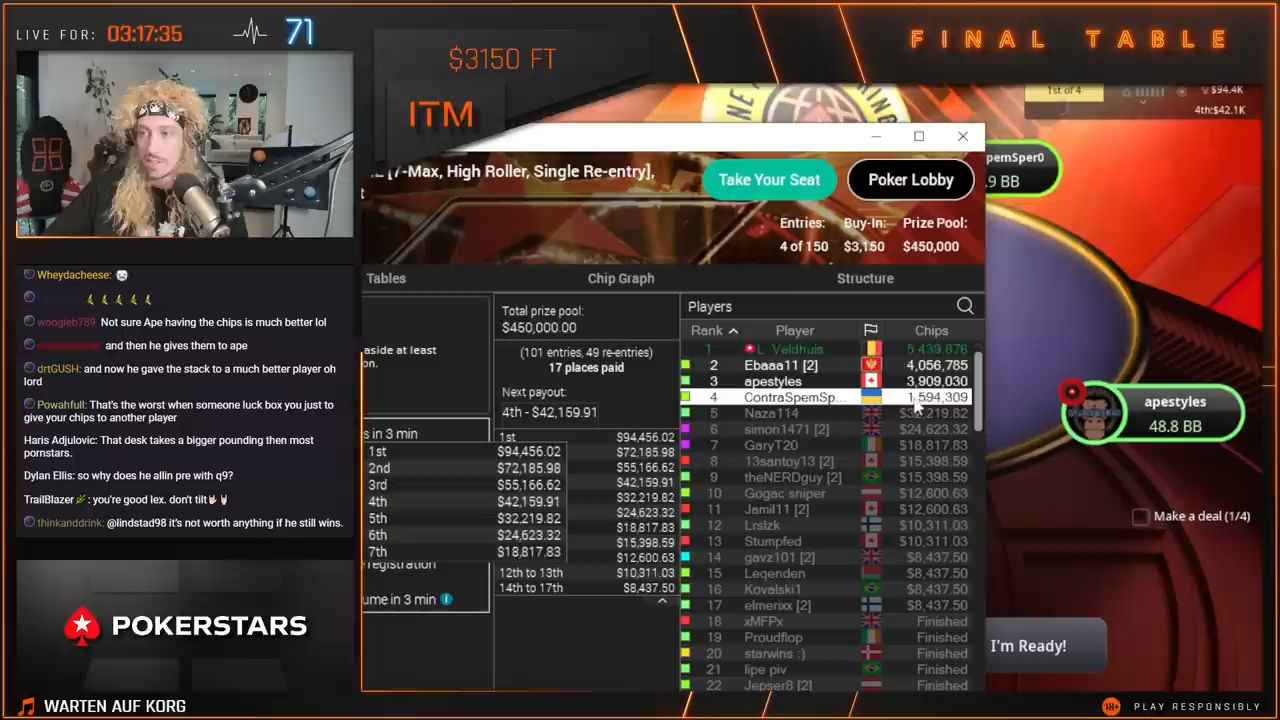 LIVE FOR: 03:17:35 71
$3150 FT
ITM
FINAL TABLE
1st of 4
$94.4K
4th:$42.1K
[7-Max, High Roller, Single Re-entry],
Take Your Seat
Poker Lobby
Entries: Buy-In: Prize Pool:
4 of 150 $3,150 $450,000
Tables Chip Graph Structure
aside at least
s in 3 min
1st $94,456.02
2nd $72,185.98
3rd $55,166.62
4th $42,159.91
5th $32,219.82
6th $24,623.32
7th $18,817.83
registration
ume in 3 min
Total prize pool:
$450,000.00
(101 entries, 49 re-entries)
17 places paid
Next payout:
4th - $42,159.91
1st $94,456.02
$72,185.98
$55,166.62
$42,159.91
$32,219.82
$24,623.32
$18,817.83
$15,398.59
$12,600.63
12th to 13th $10,311.03
14th to 17th $8,437.50
Players
Rank Player Chips
1 L. Veldhuis 5,439,876
2 Ebaaa11 [2] 4,056,785
3 apestyles 3,909,030
4 ContraSpemSp... 1,594,309
5 Naza114 $32,219.82
6 simon1471 [2] $24,623.32
7 GaryT20 $18,817.83
8 13santoy13 [2] $15,398.59
9 theNERDguy [2] $15,398.59
10 Gogac sniper $12,600.63
11 Jamil11 [2] $12,600.63
12 Lrslzk $10,311.03
13 Stumpfed $10,311.03
14 gavz101 [2] $8,437.50
15 Leqenden $8,437.50
16 Kovalski1 $8,437.50
17 elmerixx [2] $8,437.50
18 xMFPx Finished
19 Proudflop Finished
20 starwins :) Finished
21 lipe piv Finished
22 Jepser8 [2] Finished
pemSper0
.9 BB
apestyles
48.8 BB
Make a deal (1/4)
I'm Ready!
Wheydacheese:
woogieb789 Not sure Ape having the chips is much better lol
and then he gives them to ape
drtGUSH: and now he gave the stack to a much better player oh
lord
Powahfull: That's the worst when someone luck box you just to
give your chips to another player
Haris Adjulovic: That desk takes a bigger pounding then most
pornstars.
Dylan Ellis: so why does he allin pre with q9?
TrailBlazer : you're good lex. don't tilt
thinkanddrink: @lindstad98 it's not worth anything if he still wins.
POKERSTARS
WARTEN AUF KORG
18+ PLAY RESPONSIBLY